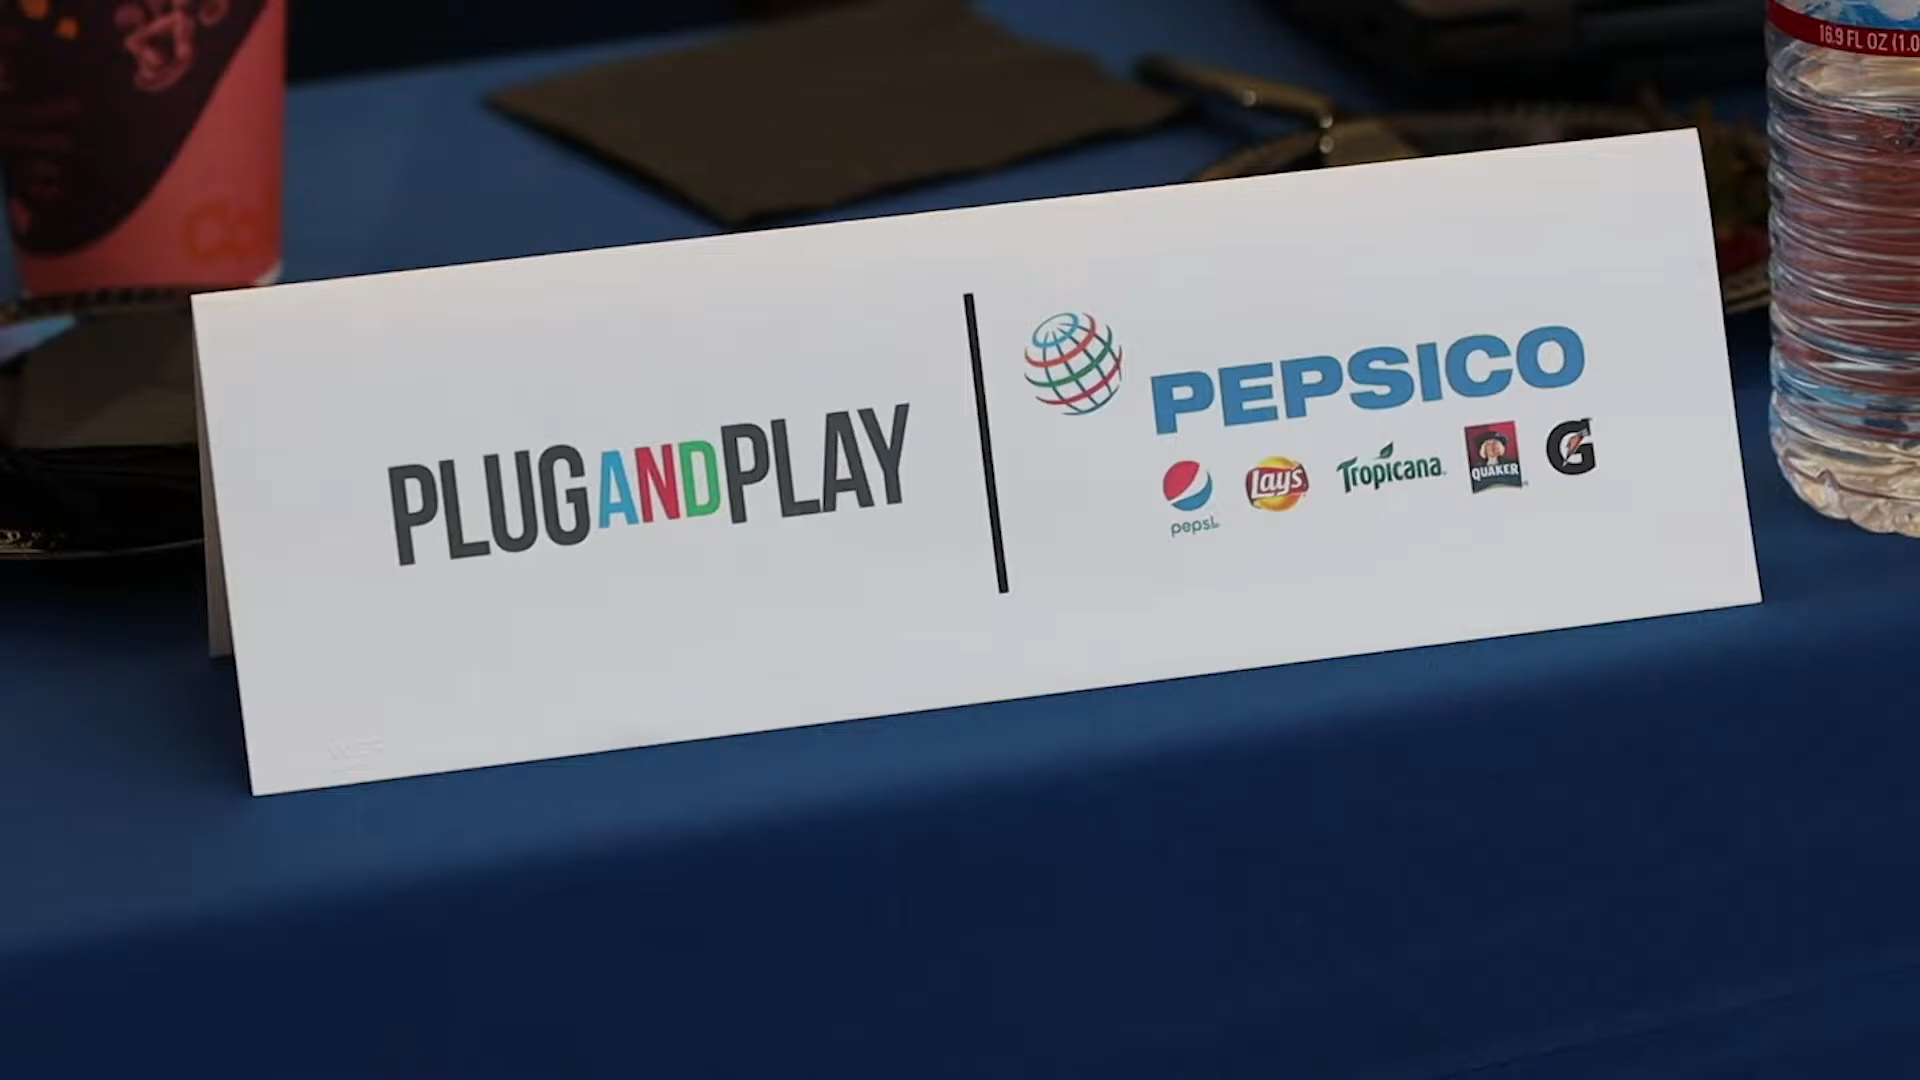 16.9 FL OZ (1.0
PLUGANDPLAY
PEPSICO
pepsi
Lay's
Tropicana
QUAKER
G